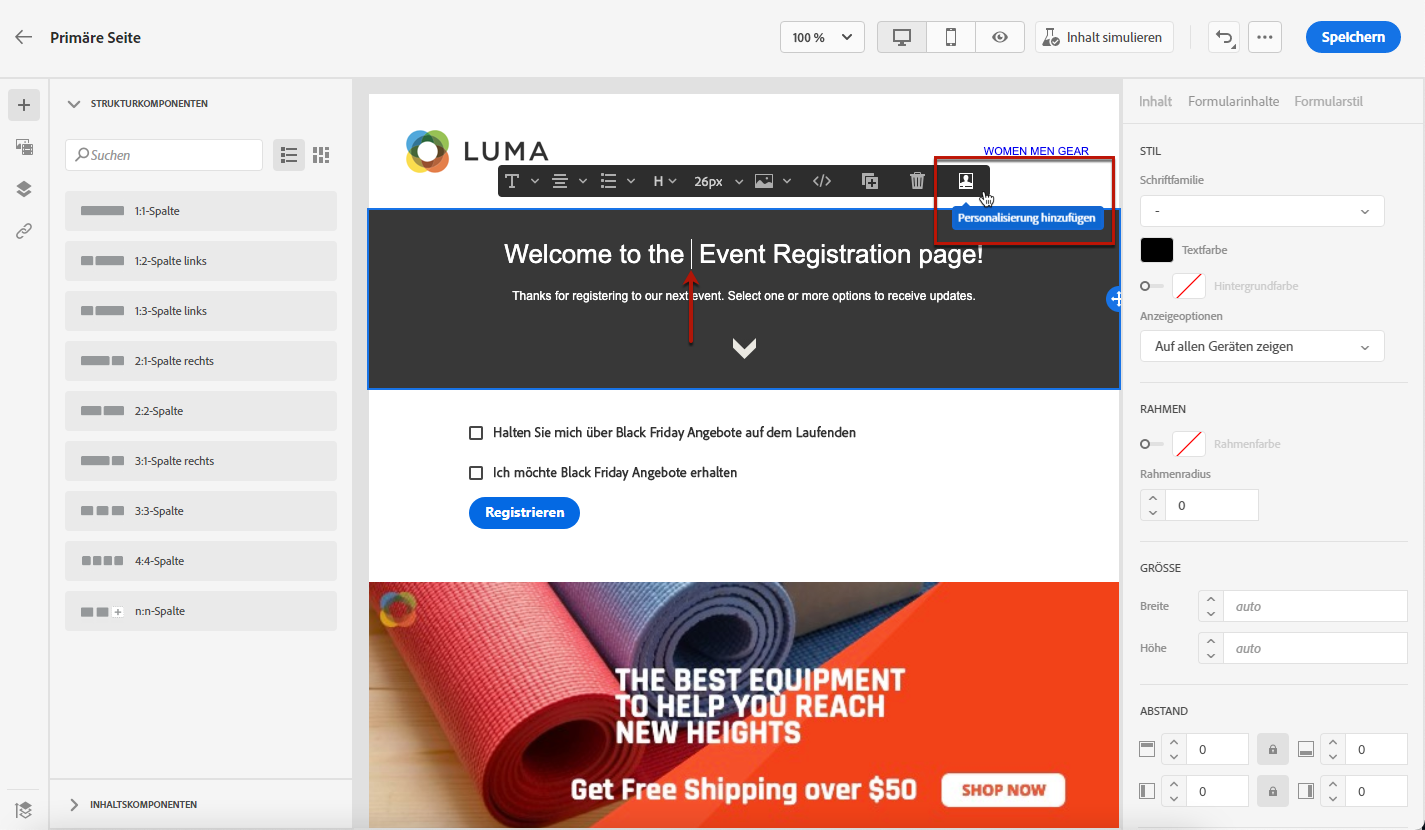 Primäre Seite
100 %
Inhalt simulieren
Speichern
STRUKTURKOMPONENTEN
Suchen
1:1-Spalte
1:2-Spalte links
1:3-Spalte links
2:1-Spalte rechts
2:2-Spalte
3:1-Spalte rechts
3:3-Spalte
4:4-Spalte
n:n-Spalte
INHALTSKOMPONENTEN
LUMA
WOMEN MEN GEAR
T
H
26px
</>
Personalisierung hinzufügen
Welcome to the Event Registration page!
Thanks for registering to our next event. Select one or more options to receive updates.
Halten Sie mich über Black Friday Angebote auf dem Laufenden
Ich möchte Black Friday Angebote erhalten
Registrieren
THE BEST EQUIPMENT
TO HELP YOU REACH
NEW HEIGHTS
Get Free Shipping over $50
SHOP NOW
Inhalt
Formularinhalte
Formularstil
STIL
Schriftfamilie
-
Textfarbe
Hintergrundfarbe
Anzeigeoptionen
Auf allen Geräten zeigen
RAHMEN
Rahmenfarbe
Rahmenradius
0
GRÖSSE
Breite
auto
Höhe
auto
ABSTAND
0
0
0
0